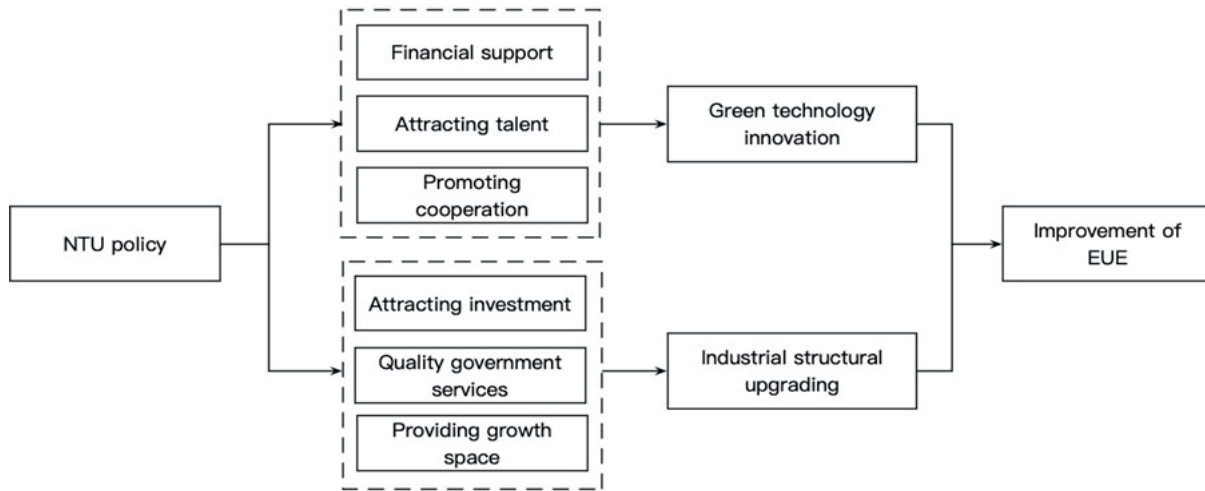 NTU policy
Financial support
Attracting talent
Promoting
cooperation
Attracting investment
Quality government
services
Providing growth
space
Green technology
innovation
Industrial structural
upgrading
Improvement of
EUE